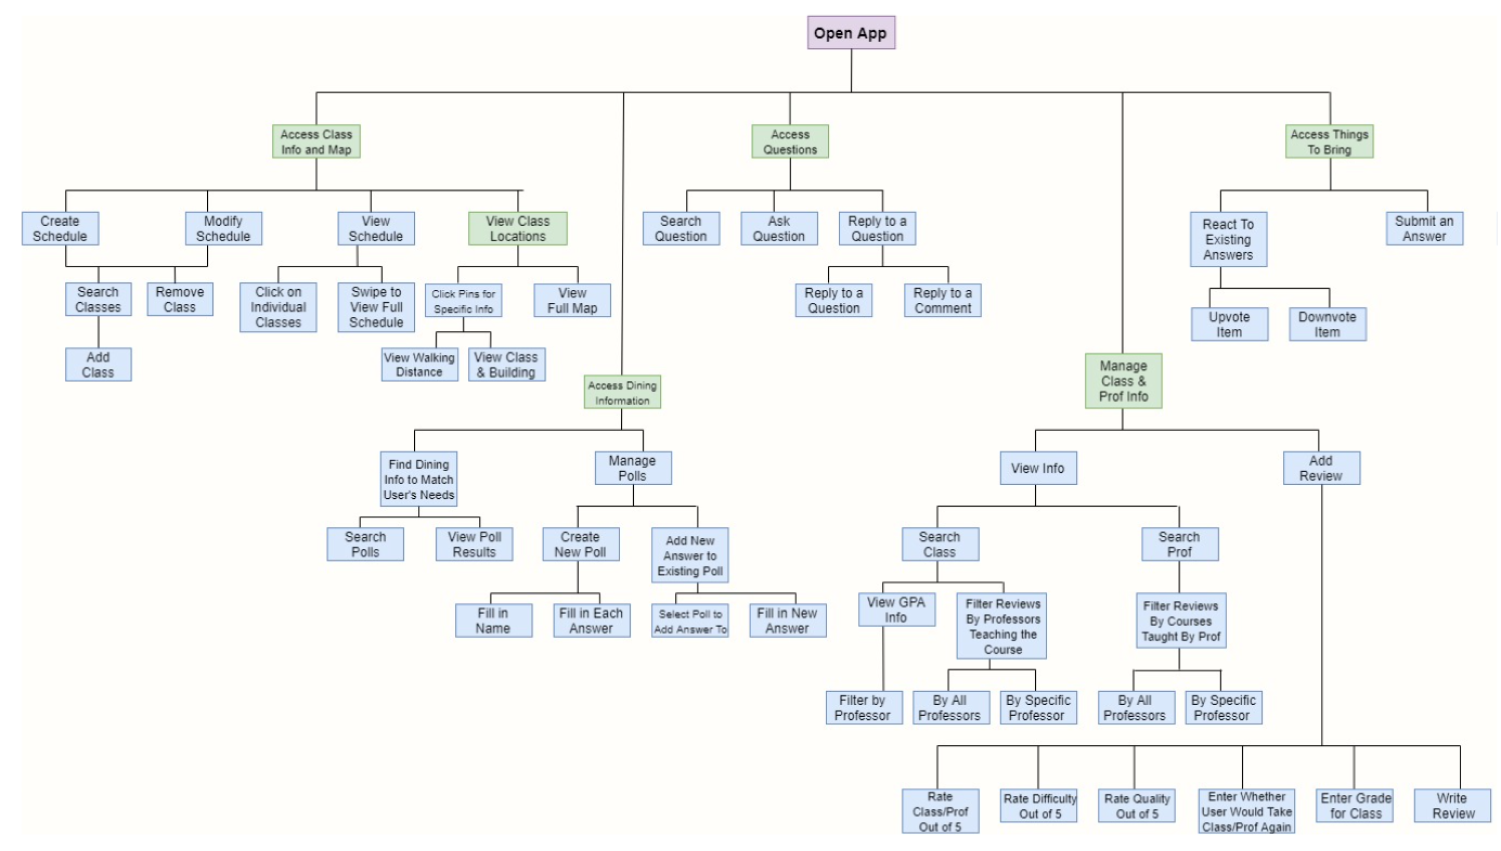 Open App
Access Class
Info and Map
Access
Questions
Access Things
To Bring
Create
Schedule
Modify
Schedule
View
Schedule
View Class
Locations
Search
Question
Ask
Question
Reply to a
Question
React To
Existing
Answers
Submit an
Answer
Search
Classes
Remove
Class
Click on
Individual
Classes
Swipe to
View Full
Schedule
Click Pins for
Specific Info
View
Full Map
Reply to a
Question
Reply to a
Comment
Upvote
Item
Downvote
Item
Add
Class
View Walking
Distance
View Class
& Building
Access Dining
Information
Manage
Class &
Prof Info
Find Dining
Info to Match
User's Needs
Manage
Polls
View Info
Add
Review
Search
Polls
View Poll
Results
Create
New Poll
Add New
Answer to
Existing Poll
Search
Class
Search
Prof
Fill in
Name
Fill in Each
Answer
Select Poll to
Add Answer To
Fill in New
Answer
View GPA
Info
Filter Reviews
By Professors
Teaching the
Course
Filter Reviews
By Courses
Taught By Prof
Filter by
Professor
By All
Professors
By Specific
Professor
By All
Professors
By Specific
Professor
Rate
Class/Prof
Out of 5
Rate Difficulty
Out of 5
Rate Quality
Out of 5
Enter Whether
User Would Take
Class/Prof Again
Enter Grade
for Class
Write
Review